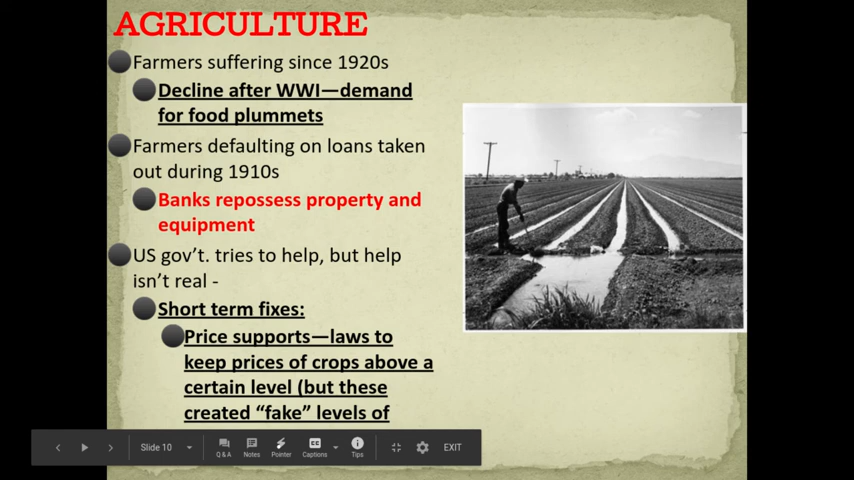 AGRICULTURE
Farmers suffering since 1920s
Decline after WWI—demand
for food plummets
Farmers defaulting on loans taken
out during 1910s
Banks repossess property and
equipment
US gov't. tries to help, but help
isn't real -
Short term fixes:
Price supports—laws to
keep prices of crops above a
certain level (but these
created “fake” levels of
Slide 10
Q & A
Notes
Pointer
CC
Captions
Tips
EXIT